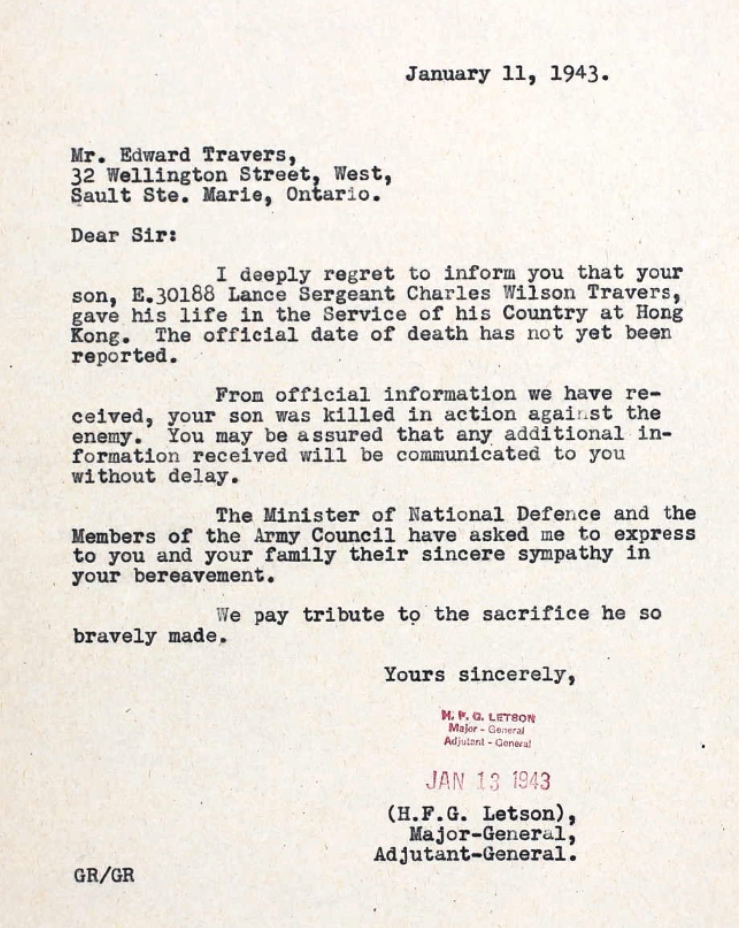 January 11, 1943.
Mr. Edward Travers,
32 Wellington Street, West,
Sault Ste. Marie, Ontario.
Dear Sir:
I deeply regret to inform you that your
son, E.30188 Lance Sergeant Charles Wilson Travers,
gave his life in the Service of his Country at Hong
Kong. The official date of death has not yet been
reported.
From official information we have re-
ceived, your son was killed in action against the
enemy. You may be assured that any additional in-
formation received will be communicated to you
without delay.
The Minister of National Defence and the
Members of the Army Council have asked me to express
to you and your family their sincere sympathy in
your bereavement.
We pay tribute to the sacrifice he so
bravely made.
Yours sincerely,
H. F. G. LETSON
Major - General
Adjutant - General
JAN 13 1943
(H.F.G. Letson),
Major-General,
Adjutant-General.
GR/GR